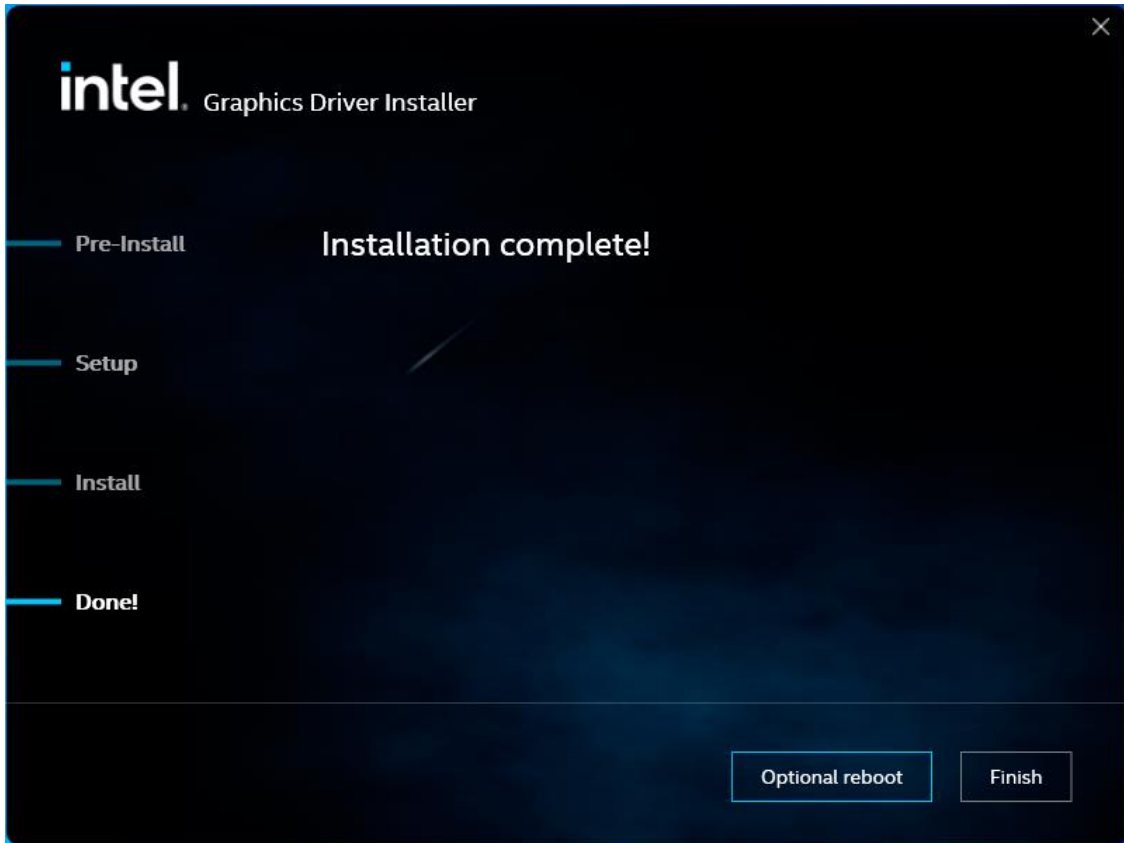 intel. Graphics Driver Installer
Pre-Install
Installation complete!
Setup
Install
Done!
Optional reboot
Finish